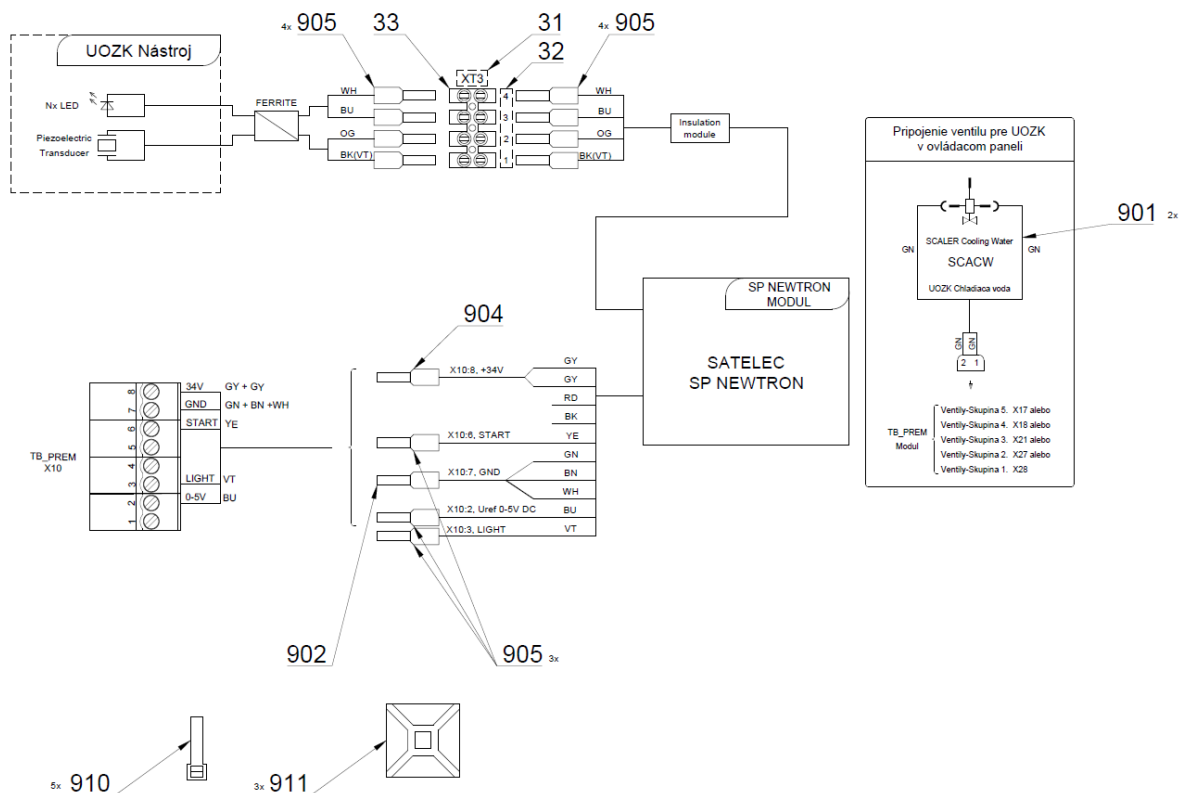 4x 905
33
31
32
4x 905
UOZK Nástroj
Nx LED
Piezoelectric
Transducer
FERRITE
WH
BU
OG
BK(VT)
XT3
4
3
2
1
WH
BU
OG
BK(VT)
Insulation
module
Pripojenie ventilu pre UOZK
v ovládacom paneli
901 2x
GN
SCALER Cooling Water
GN
SCACW
UOZK Chladiaca voda
GN
GN
2 1
TB_PREM
Modul
Ventily-Skupina 5. X17 alebo
Ventily-Skupina 4. X18 alebo
Ventily-Skupina 3. X21 alebo
Ventily-Skupina 2. X27 alebo
Ventily-Skupina 1. X28
SP NEWTRON
MODUL
SATELEC
SP NEWTRON
904
X10:8, +34V
GY
GY
RD
BK
X10:6, START
YE
GN
X10:7, GND
BN
WH
X10:2, Uref 0-5V DC
BU
X10:3, LIGHT
VT
TB_PREM
X10
8
7
6
5
4
3
2
1
34V GY + GY
GND GN + BN +WH
START YE
LIGHT VT
0-5V BU
902
905 3x
5x 910
3x 911